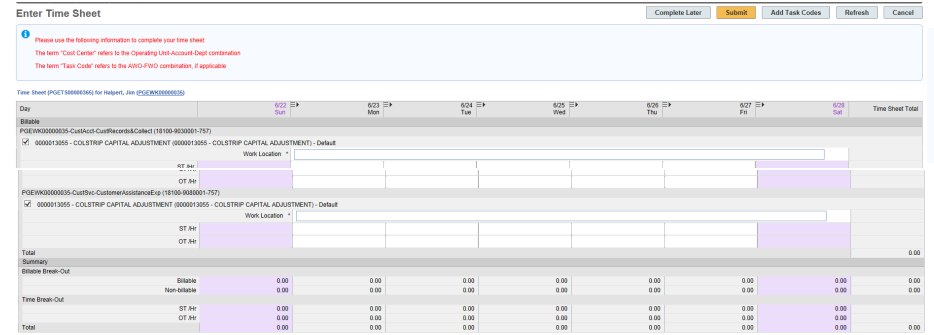 Enter Time Sheet
Complete Later Submit Add Task Codes Refresh Cancel
Please use the following information to complete your time sheet:
The term "Cost Center" refers to the Operating Unit-Account-Dept combination
The term "Task Code" refers to the AWO-FWO combination, if applicable
Time Sheet (PGETS00000365) for Halpert, Jim (PGEWK00000035)
Day 6/22 Sun 6/23 Mon 6/24 Tue 6/25 Wed 6/26 Thu 6/27 Fri 6/28 Sat Time Sheet Total
Billable
PGEWK00000035-CustAcct-CustRecords&Collect (18100-9030001-757)
0000013055 - COLSTRIP CAPITAL ADJUSTMENT (0000013055 - COLSTRIP CAPITAL ADJUSTMENT) - Default
Work Location *
ST /Hr
OT /Hr
PGEWK00000035-CustSvc-CustomerAssistanceExp (18100-9080001-757)
0000013055 - COLSTRIP CAPITAL ADJUSTMENT (0000013055 - COLSTRIP CAPITAL ADJUSTMENT) - Default
Work Location *
ST /Hr
OT /Hr
Total 0.00
Summary
Billable Break-Out
Billable 0.00 0.00 0.00 0.00 0.00 0.00 0.00 0.00
Non-billable 0.00 0.00 0.00 0.00 0.00 0.00 0.00 0.00
Time Break-Out
ST /Hr 0.00 0.00 0.00 0.00 0.00 0.00 0.00
OT /Hr 0.00 0.00 0.00 0.00 0.00 0.00 0.00
Total 0.00 0.00 0.00 0.00 0.00 0.00 0.00 0.00